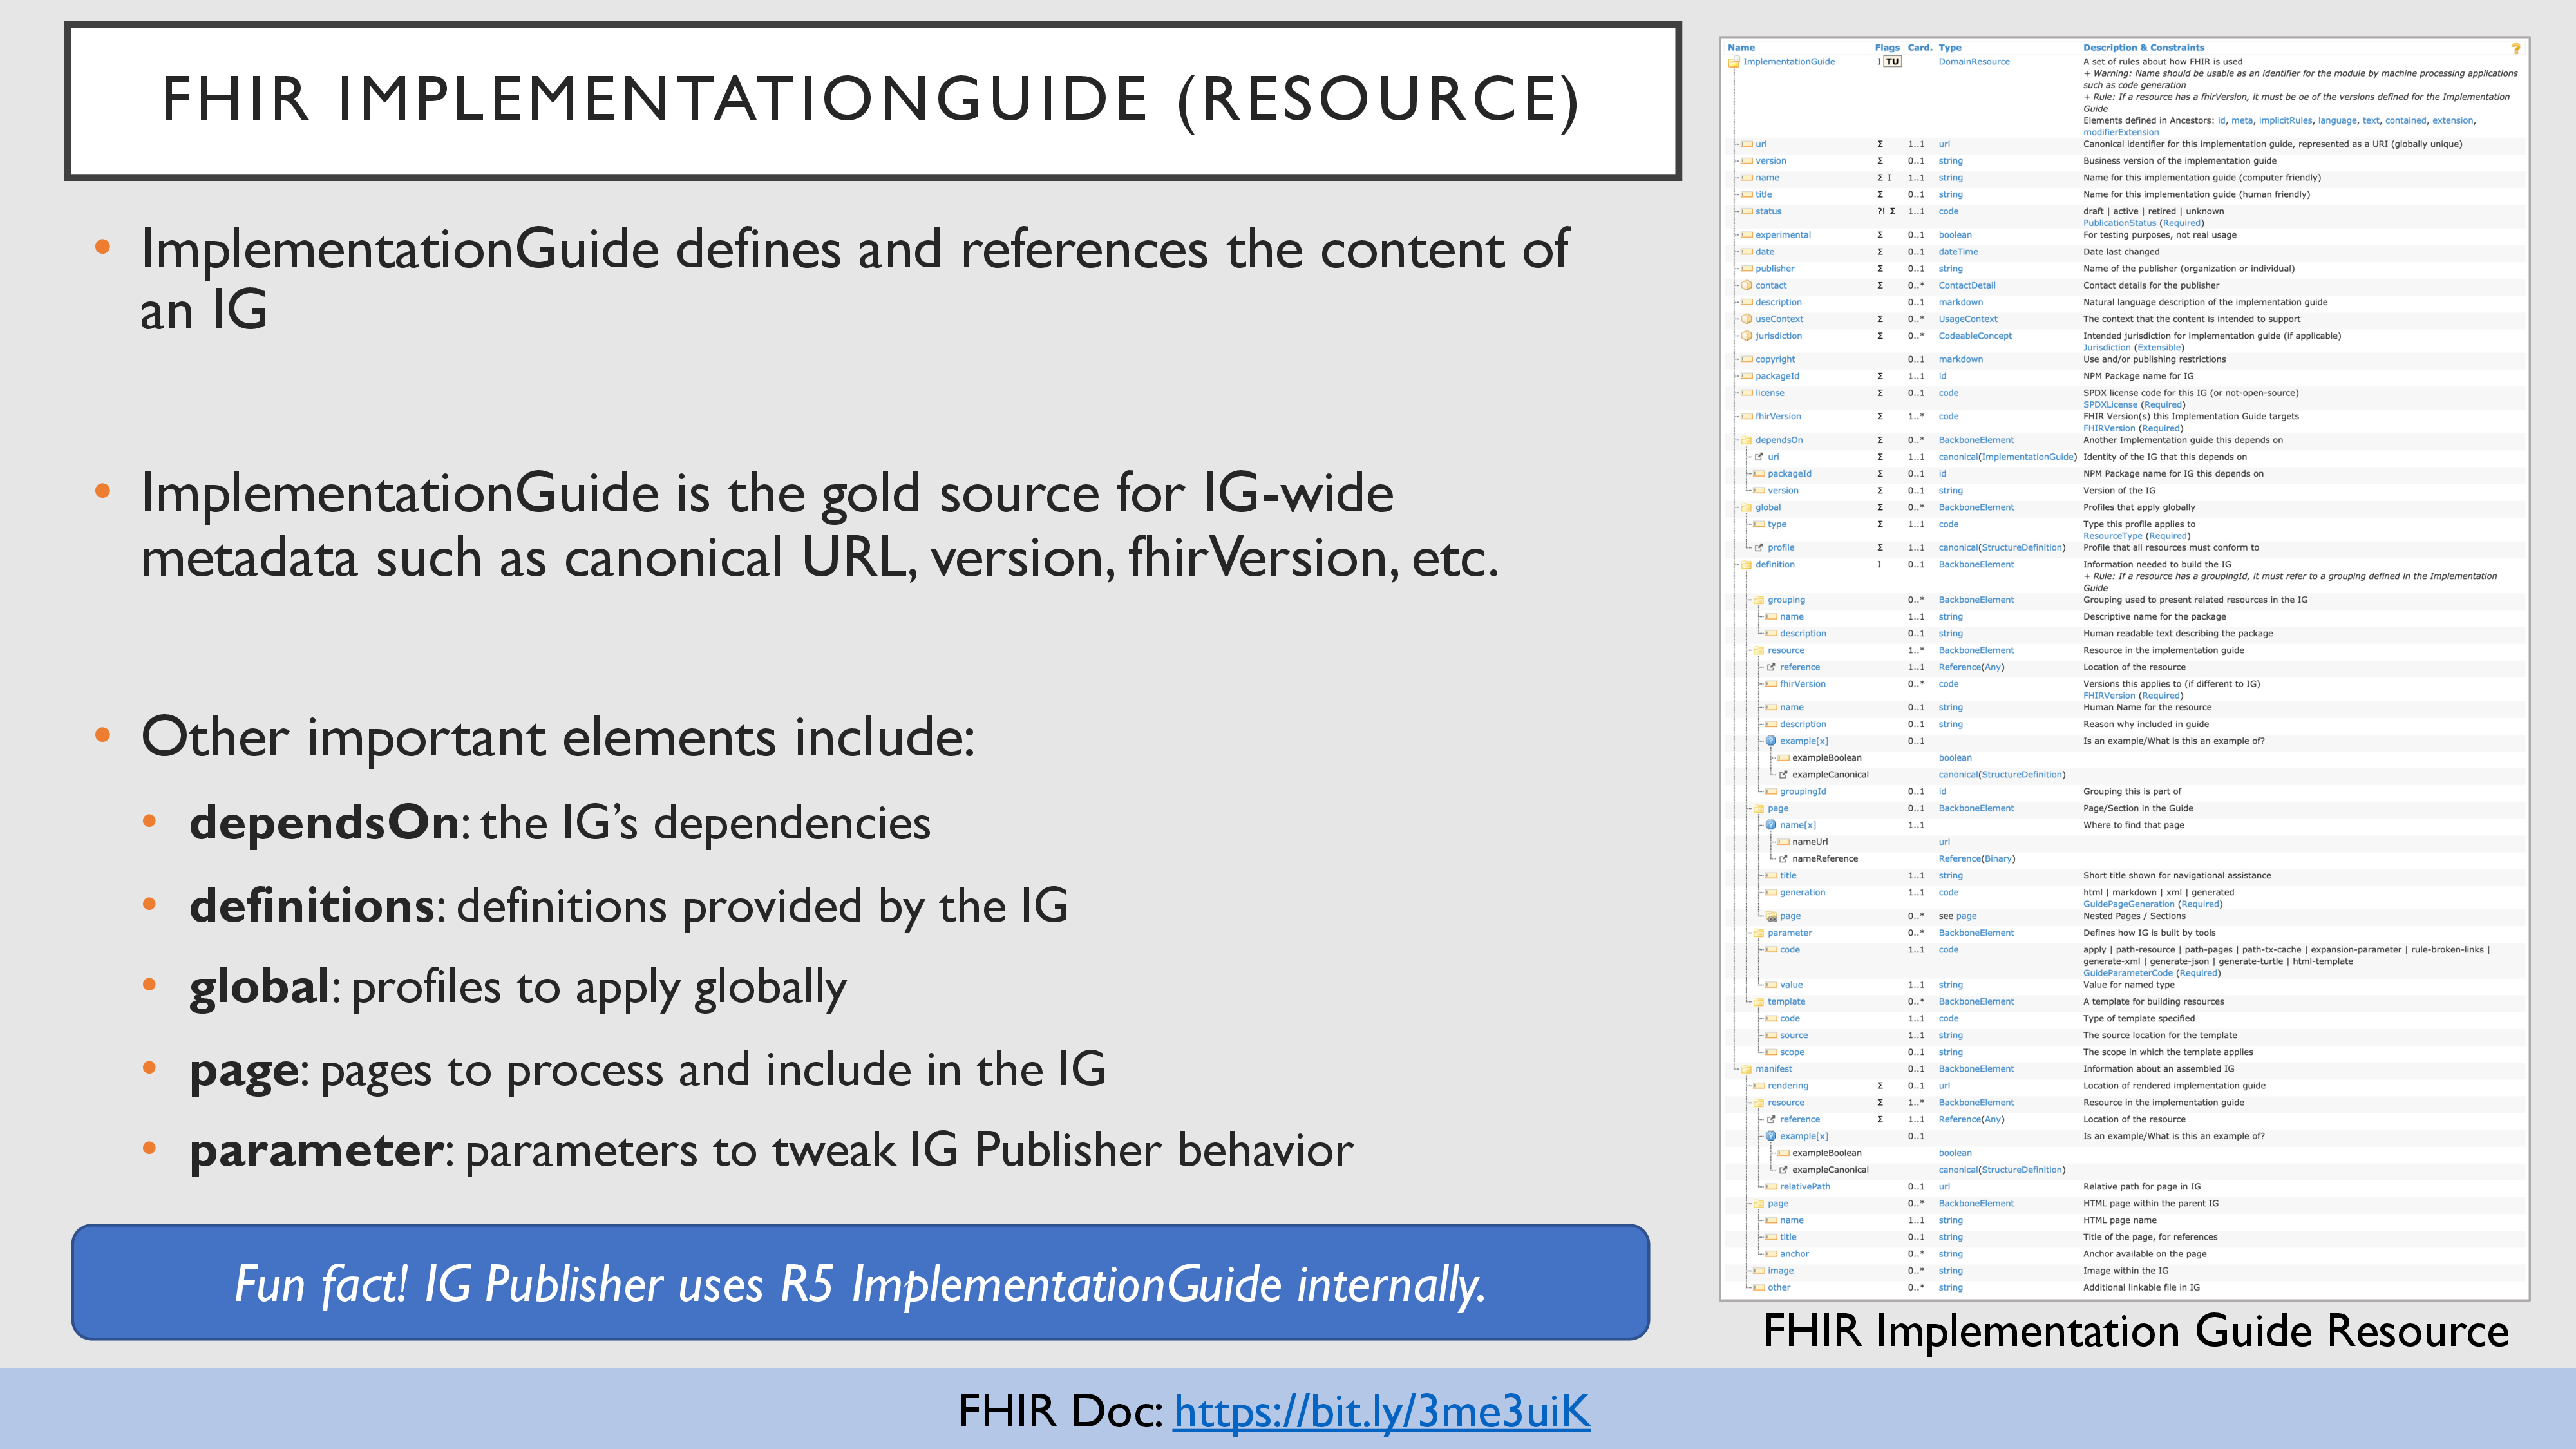 FHIR IMPLEMENTATIONGUIDE (RESOURCE)
• ImplementationGuide defines and references the content of
an IG
• ImplementationGuide is the gold source for IG-wide
metadata such as canonical URL, version, fhirVersion, etc.
• Other important elements include:
• dependsOn: the IG’s dependencies
• definitions: definitions provided by the IG
• global: profiles to apply globally
• page: pages to process and include in the IG
• parameter: parameters to tweak IG Publisher behavior
Fun fact! IG Publisher uses R5 ImplementationGuide internally.
Name Flags Card. Type Description & Constraints
ImplementationGuide I TU DomainResource A set of rules about how FHIR is used
+ Warning: Name should be usable as an identifier for the module by machine processing applications
such as code generation
+ Rule: If a resource has a fhirVersion, it must be oe of the versions defined for the Implementation
Guide
Elements defined in Ancestors: id, meta, implicitRules, language, text, contained, extension,
modifierExtension
url Σ 1..1 uri Canonical identifier for this implementation guide, represented as a URI (globally unique)
version Σ 0..1 string Business version of the implementation guide
name Σ I 1..1 string Name for this implementation guide (computer friendly)
title Σ 0..1 string Name for this implementation guide (human friendly)
status ?! Σ 1..1 code draft | active | retired | unknown
PublicationStatus (Required)
experimental Σ 0..1 boolean For testing purposes, not real usage
date Σ 0..1 dateTime Date last changed
publisher Σ 0..1 string Name of the publisher (organization or individual)
contact Σ 0..* ContactDetail Contact details for the publisher
description 0..1 markdown Natural language description of the implementation guide
useContext Σ 0..* UsageContext The context that the content is intended to support
jurisdiction Σ 0..* CodeableConcept Intended jurisdiction for implementation guide (if applicable)
Jurisdiction (Extensible)
copyright 0..1 markdown Use and/or publishing restrictions
packageId Σ 1..1 id NPM Package name for IG
license Σ 0..1 code SPDX license code for this IG (or not-open-source)
SPDXLicense (Required)
fhirVersion Σ 1..* code FHIR Version(s) this Implementation Guide targets
FHIRVersion (Required)
dependsOn Σ 0..* BackboneElement Another Implementation guide this depends on
uri Σ 1..1 canonical(ImplementationGuide) Identity of the IG that this depends on
packageId Σ 0..1 id NPM Package name for IG this depends on
version Σ 0..1 string Version of the IG
global Σ 0..* BackboneElement Profiles that apply globally
type Σ 1..1 code Type this profile applies to
ResourceType (Required)
profile Σ 1..1 canonical(StructureDefinition) Profile that all resources must conform to
definition I 0..1 BackboneElement Information needed to build the IG
+ Rule: If a resource has a groupingId, it must refer to a grouping defined in the Implementation
Guide
grouping 0..* BackboneElement Grouping used to present related resources in the IG
name 1..1 string Descriptive name for the package
description 0..1 string Human readable text describing the package
resource 1..* BackboneElement Resource in the implementation guide
reference 1..1 Reference(Any) Location of the resource
fhirVersion 0..* code Versions this applies to (if different to IG)
FHIRVersion (Required)
name 0..1 string Human Name for the resource
description 0..1 string Reason why included in guide
example[x] 0..1 Is an example/What is this an example of?
exampleBoolean boolean
exampleCanonical canonical(StructureDefinition)
groupingId 0..1 id Grouping this is part of
page 0..1 BackboneElement Page/Section in the Guide
name[x] 1..1 Where to find that page
nameUrl url
nameReference Reference(Binary)
title 1..1 string Short title shown for navigational assistance
generation 1..1 code html | markdown | xml | generated
GuidePageGeneration (Required)
page 0..* see page Nested Pages / Sections
parameter 0..* BackboneElement Defines how IG is built by tools
code 1..1 code apply | path-resource | path-pages | path-tx-cache | expansion-parameter | rule-broken-links |
generate-xml | generate-json | generate-turtle | html-template
GuideParameterCode (Required)
value 1..1 string Value for named type
template 0..* BackboneElement A template for building resources
code 1..1 code Type of template specified
source 1..1 string The source location for the template
scope 0..1 string The scope in which the template applies
manifest 0..1 BackboneElement Information about an assembled IG
rendering Σ 0..1 url Location of rendered implementation guide
resource Σ 1..* BackboneElement Resource in the implementation guide
reference Σ 1..1 Reference(Any) Location of the resource
example[x] 0..1 Is an example/What is this an example of?
exampleBoolean boolean
exampleCanonical canonical(StructureDefinition)
relativePath 0..1 url Relative path for page in IG
page 0..* BackboneElement HTML page within the parent IG
name 1..1 string HTML page name
title 0..1 string Title of the page, for references
anchor 0..* string Anchor available on the page
image 0..* string Image within the IG
other 0..* string Additional linkable file in IG
FHIR Implementation Guide Resource
FHIR Doc: https://bit.ly/3me3uiK